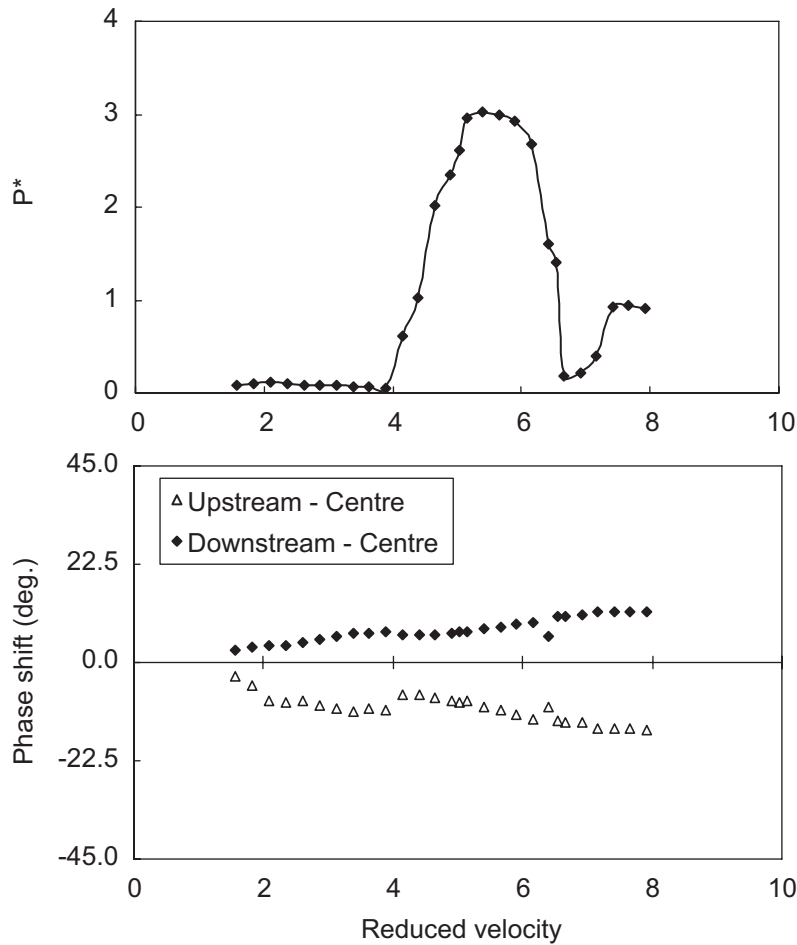 4
3
2
1
0
P*
0 2 4 6 8 10
45.0
22.5
0.0
-22.5
-45.0
Phase shift (deg.)
Upstream - Centre
Downstream - Centre
0 2 4 6 8 10
Reduced velocity